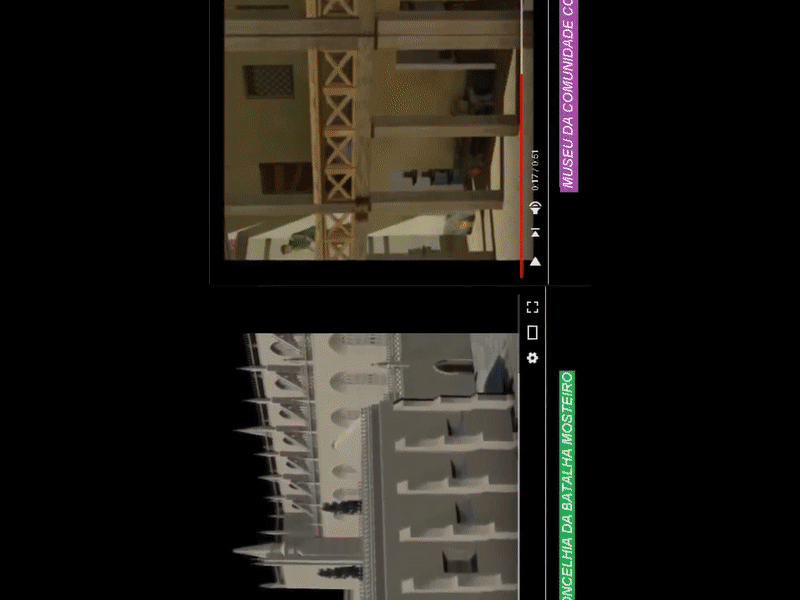 MUSEU DA COMUNIDADE CO
0:17 / 0:51
ONCELHIA DA BATALHA MOSTEIRO